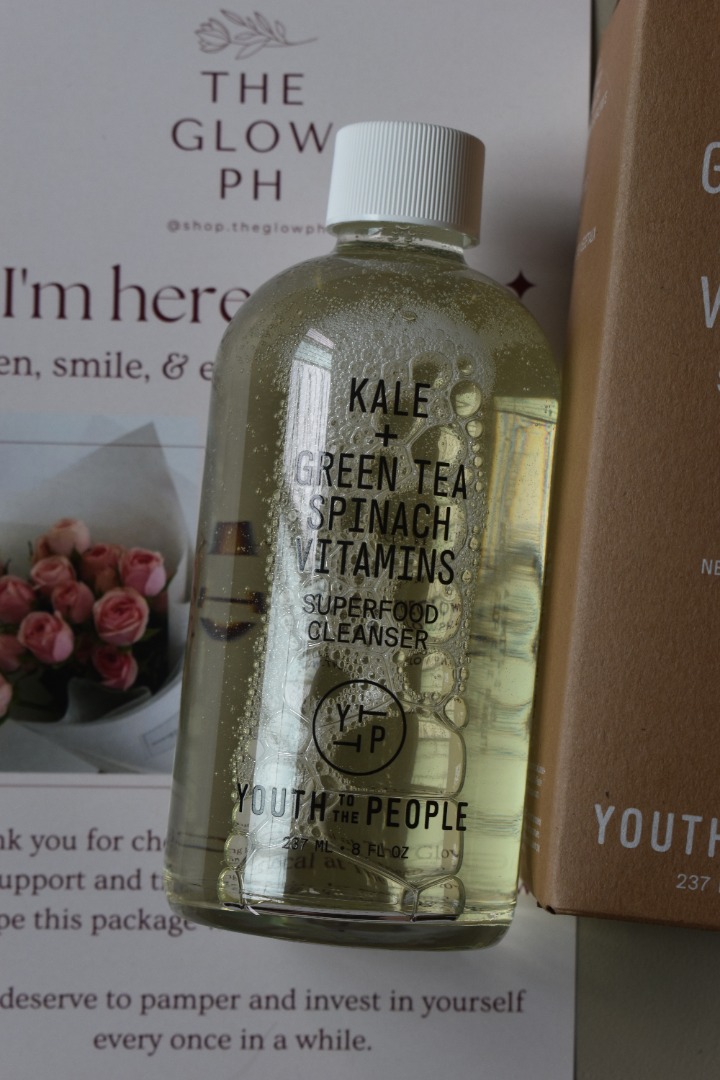 THE
GLOW
PH
@shop.theglowph
I'm here
en, smile, & e
KALE
+
GREEN TEA
SPINACH
VITAMINS
SUPERFOOD
CLEANSER
Y T
T P
YOUTH TO THE PEOPLE
237 ML • 8 FL OZ
nk you for cho
upport and t
pe this package
deserve to pamper and invest in yourself
every once in a while.
G
V
S
NE
YOUTH
237